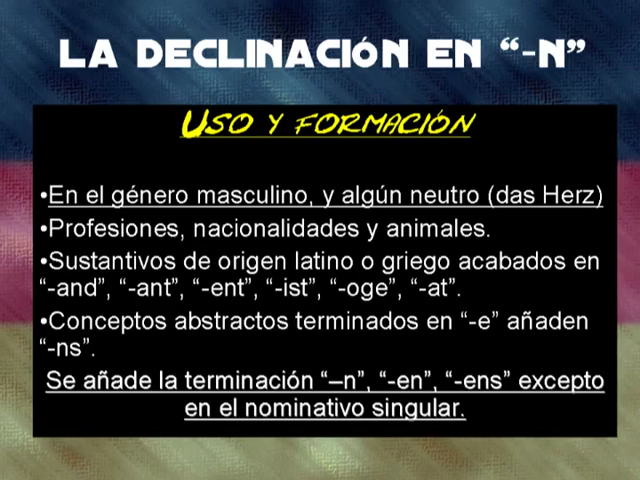 LA DECLINACIÓN EN “-N”
USO Y FORMACIÓN
•En el género masculino, y algún neutro (das Herz)
•Profesiones, nacionalidades y animales.
•Sustantivos de origen latino o griego acabados en
“-and”, “-ant”, “-ent”, “-ist”, “-oge”, “-at”.
•Conceptos abstractos terminados en “-e” añaden
“-ns”.
Se añade la terminación “–n”, “-en”, “-ens” excepto
en el nominativo singular.